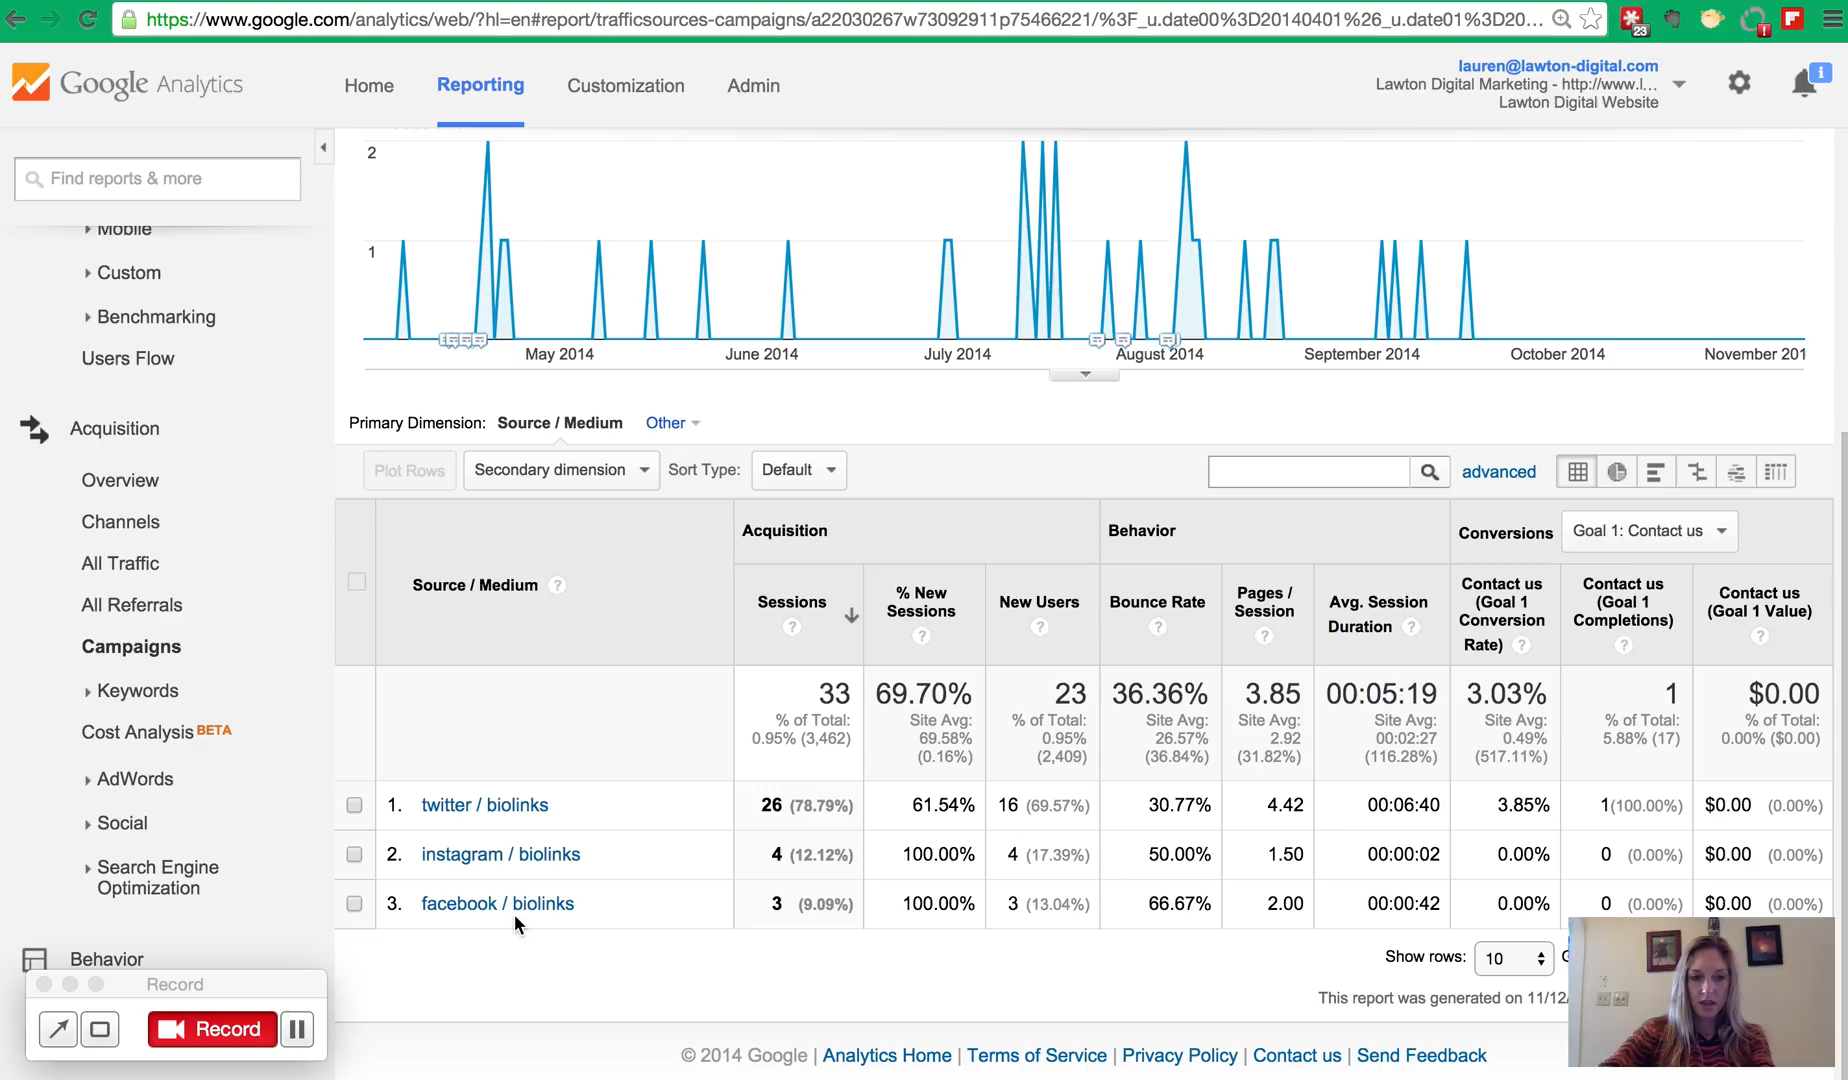 https://www.google.com/analytics/web/?hl=en#report/trafficsources-campaigns/a22030267w73092911p75466221/%3F_u.date00%3D20140401%26_u.date01%3D20...
23
Google Analytics
Home
Reporting
Customization
Admin
lauren@lawton-digital.com
Lawton Digital Marketing - http://www.l...
Lawton Digital Website
i
Find reports & more
Mobile
Custom
Benchmarking
Users Flow
Acquisition
Overview
Channels
All Traffic
All Referrals
Campaigns
Keywords
Cost Analysis BETA
AdWords
Social
Search Engine
Optimization
Behavior
Record
Record
2
1
May 2014 June 2014 July 2014 August 2014 September 2014 October 2014 November 201
Primary Dimension: Source / Medium Other
Plot Rows Secondary dimension Sort Type: Default advanced
Acquisition Behavior Conversions Goal 1: Contact us
Source / Medium ?
Sessions ?
% New
Sessions
?
New Users
?
Bounce Rate
?
Pages /
Session
?
Avg. Session
Duration ?
Contact us
(Goal 1
Conversion
Rate) ?
Contact us
(Goal 1
Completions)
?
Contact us
(Goal 1 Value)
?
33 69.70% 23 36.36% 3.85 00:05:19 3.03% 1 $0.00
% of Total: Site Avg: % of Total: Site Avg: Site Avg: Site Avg: Site Avg: % of Total: % of Total:
0.95% (3,462) 69.58% 0.95% 26.57% 2.92 00:02:27 0.49% 5.88% (17) 0.00% ($0.00)
(0.16%) (2,409) (36.84%) (31.82%) (116.28%) (517.11%)
1. twitter / biolinks 26 (78.79%) 61.54% 16 (69.57%) 30.77% 4.42 00:06:40 3.85% 1(100.00%) $0.00 (0.00%)
2. instagram / biolinks 4 (12.12%) 100.00% 4 (17.39%) 50.00% 1.50 00:00:02 0.00% 0 (0.00%) $0.00 (0.00%)
3. facebook / biolinks 3 (9.09%) 100.00% 3 (13.04%) 66.67% 2.00 00:00:42 0.00% 0 (0.00%) $0.00 (0.00%)
Show rows: 10
This report was generated on 11/12/
© 2014 Google | Analytics Home | Terms of Service | Privacy Policy | Contact us | Send Feedback